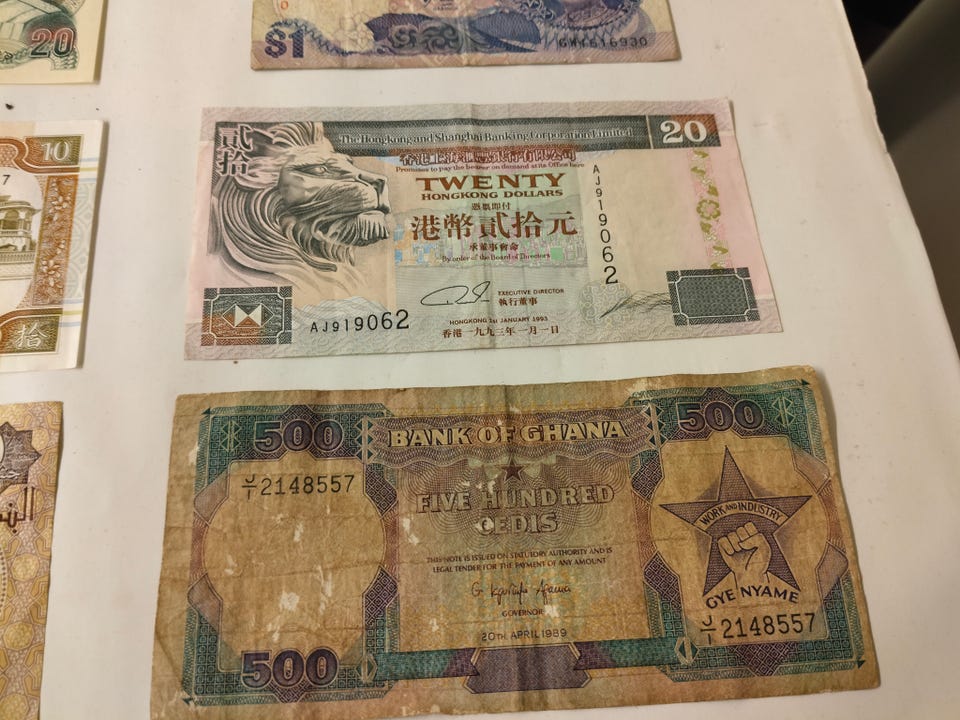 20
$1
10
7
拾
貳拾
The Hongkong and Shanghai Banking Corporation Limited
20
香港上海滙豐銀行有限公司
Promises to pay the bearer on demand at its Office here
TWENTY
HONGKONG DOLLARS
憑票即付
港幣貳拾元
承董事會命
By order of the Board of Directors
AJ919062
EXECUTIVE DIRECTOR
執行董事
20
AJ919062
HONGKONG 1st JANUARY 1993
香港一九九三年一月一日
500
BANK OF GHANA
500
J/1 2148557
FIVE HUNDRED
CEDIS
WORK AND INDUSTRY
THIS NOTE IS ISSUED ON STATUTORY AUTHORITY AND IS
LEGAL TENDER FOR THE PAYMENT OF ANY AMOUNT
GYE NYAME
GOVERNOR
20TH. APRIL 1989
J/1 2148557
500